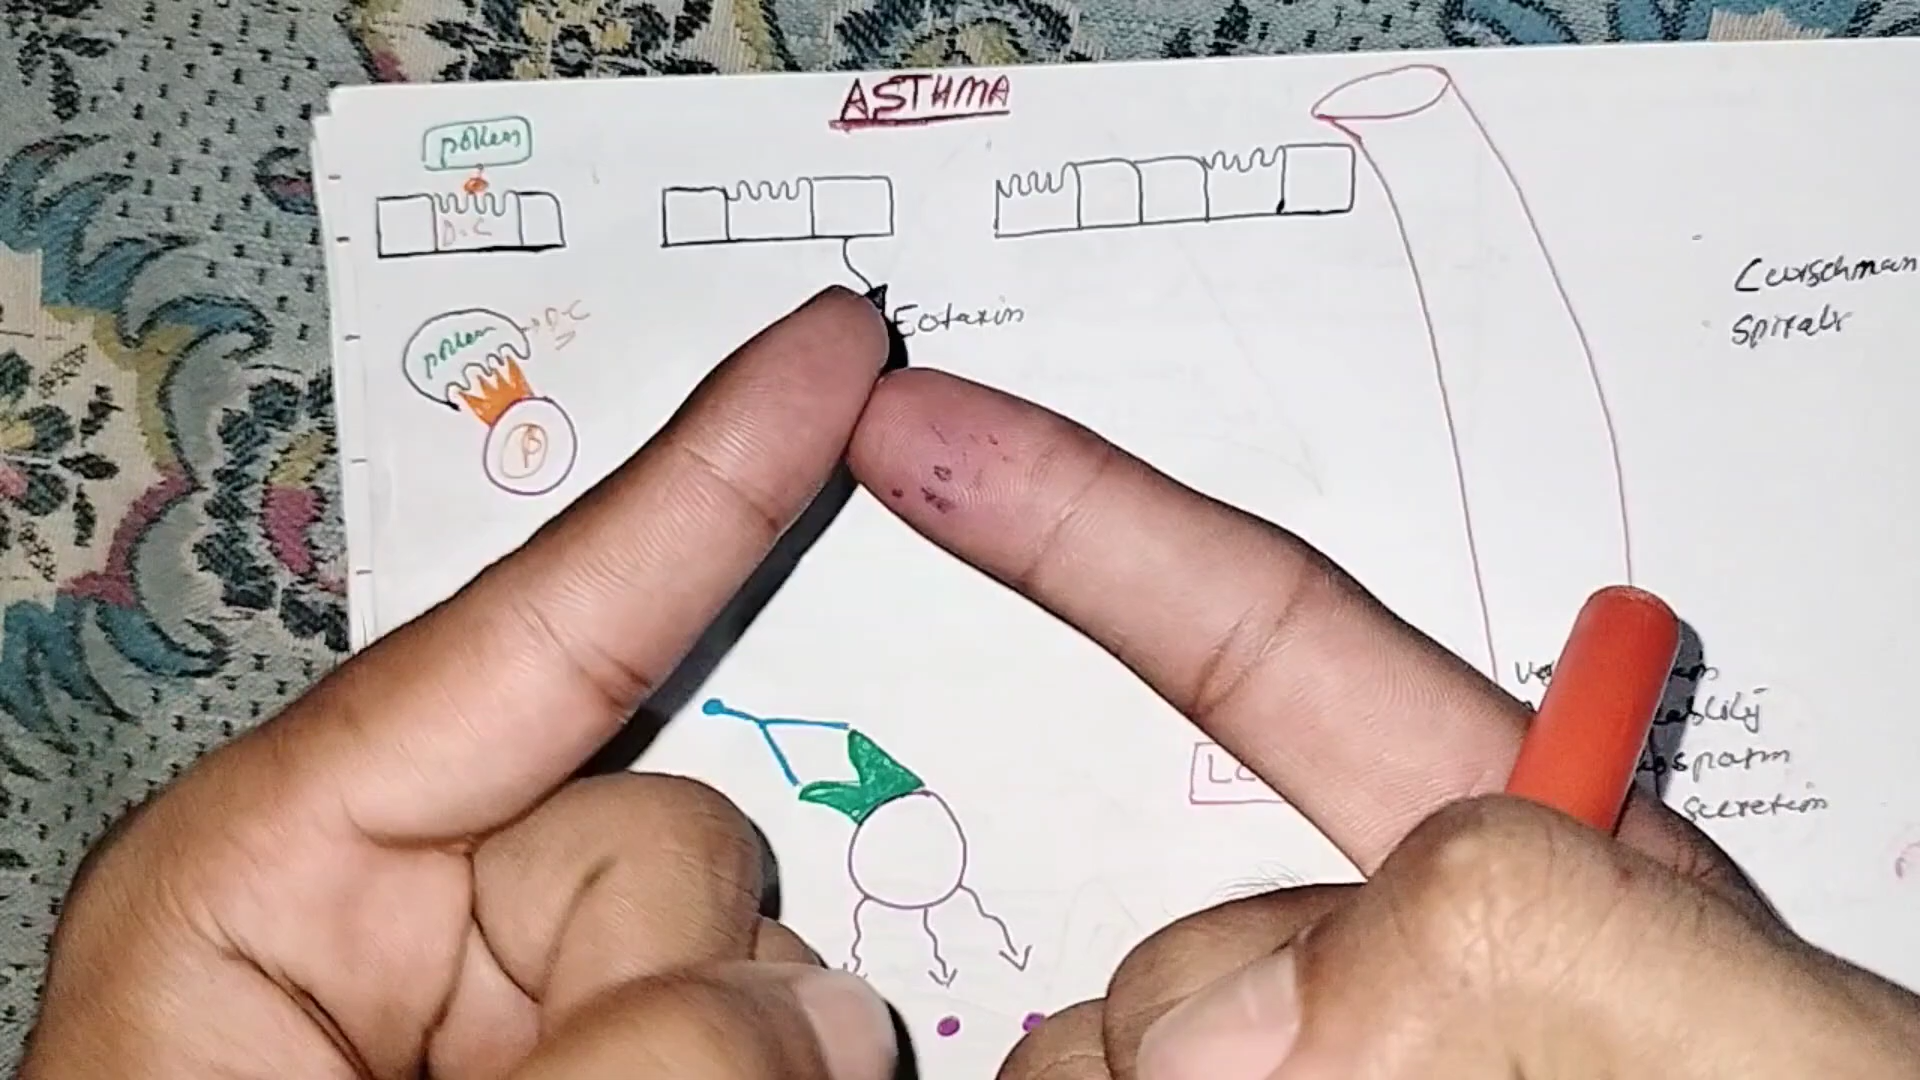 ASTHMA
pollen
D.C
pollen
D-C
Eotaxin
β
Curschman
Spirals
secretion